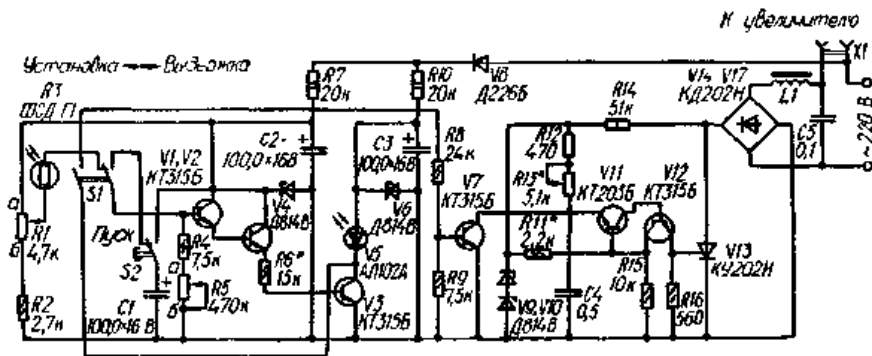 К увеличителю
X1
Установка Выдержка
R3
ФСД Г1
R7
20к
R10
20к
V8
Д226Б
R14
51к
V14 V17
КД202Н
L1
C5
0,1
~220 В
C2
100,0×16В
C3
100,0×16В
R8
24к
R12
470
R13*
5,1к
V1, V2
КТ315Б
S1
V4
Д814В
V6
Д814В
V7
КТ315Б
V11
КТ203Б
V12
КТ315Б
а
R1
4,7к
б
Пуск
S2
R4
7,5к
а
R5
470к
б
R6*
15к
V5
АЛ102А
R11*
2,2к
V13
КУ202Н
R2
2,7к
C1
100,0×16 В
V3
КТ315Б
R9
7,5к
V9, V10
Д814В
C4
0,5
R15
10к
R16
560